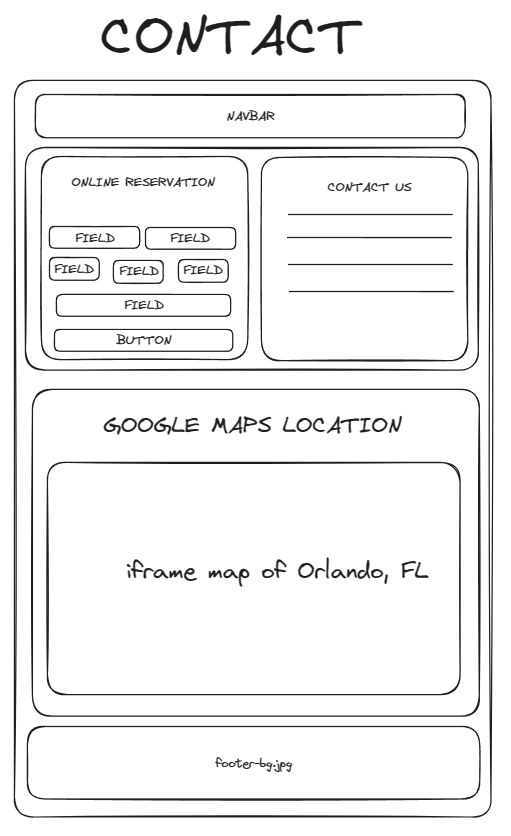 CONTACT
NAVBAR
ONLINE RESERVATION
FIELD
FIELD
FIELD
FIELD
FIELD
FIELD
BUTTON
CONTACT US
GOOGLE MAPS LOCATION
iframe map of Orlando, FL
footer-bg.jpg